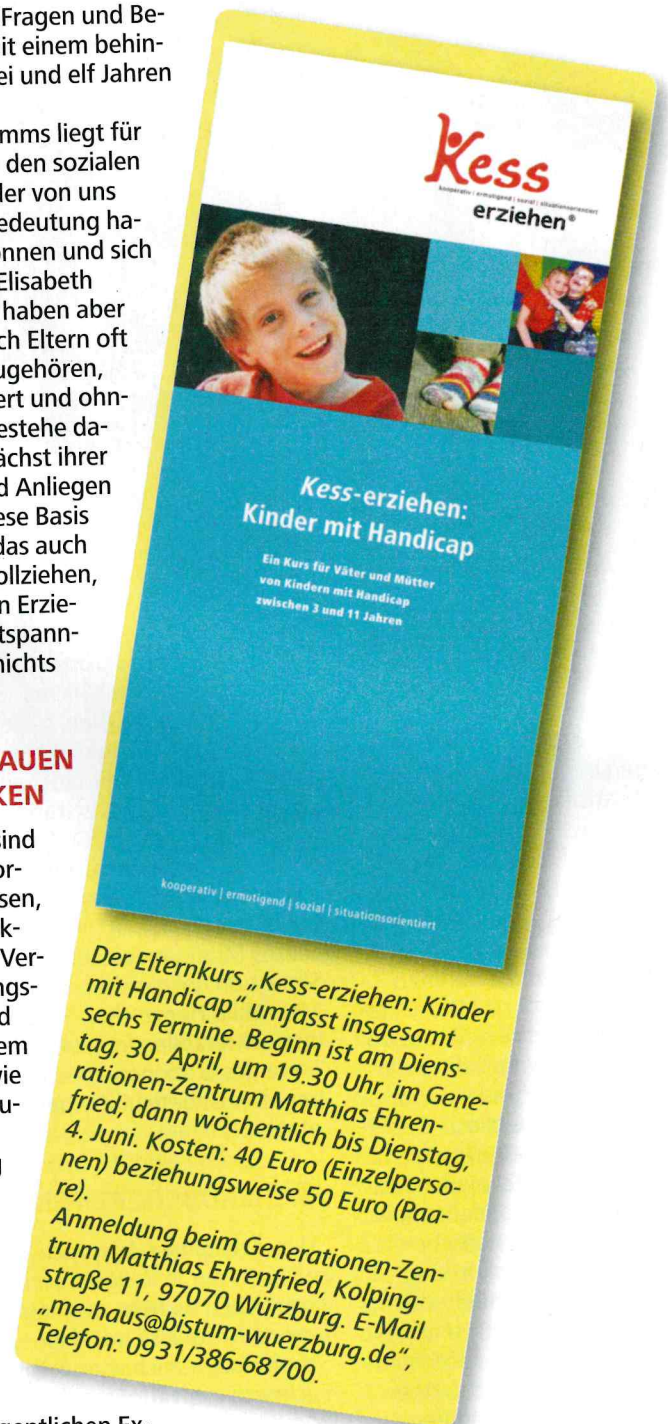 Fragen und Be-
it einem behin-
ei und elf Jahren
mms liegt für
den sozialen
der von uns
edeutung ha-
önnen und sich
Elisabeth
haben aber
ch Eltern oft
ugehören,
ert und ohn-
estehe da-
ächst ihrer
d Anliegen
ese Basis
das auch
ollziehen,
n Erzie-
tspann-
nichts
AUEN
KEN
sind
or-
sen,
k-
Ver-
ngs-
d
em
vie
u-
g
gentlichen Ex-
Kess
kooperativ | ermutigend | sozial | situationsorientiert
erziehen®
Kess-erziehen:
Kinder mit Handicap
Ein Kurs für Väter und Mütter
von Kindern mit Handicap
zwischen 3 und 11 Jahren
kooperativ | ermutigend | sozial | situationsorientiert
Der Elternkurs „Kess-erziehen: Kinder
mit Handicap“ umfasst insgesamt
sechs Termine. Beginn ist am Diens-
tag, 30. April, um 19.30 Uhr, im Gene-
rationen-Zentrum Matthias Ehren-
fried; dann wöchentlich bis Dienstag,
4. Juni. Kosten: 40 Euro (Einzelperso-
nen) beziehungsweise 50 Euro (Paa-
re).
Anmeldung beim Generationen-Zen-
trum Matthias Ehrenfried, Kolping-
straße 11, 97070 Würzburg. E-Mail
„me-haus@bistum-wuerzburg.de“,
Telefon: 0931/386-68700.